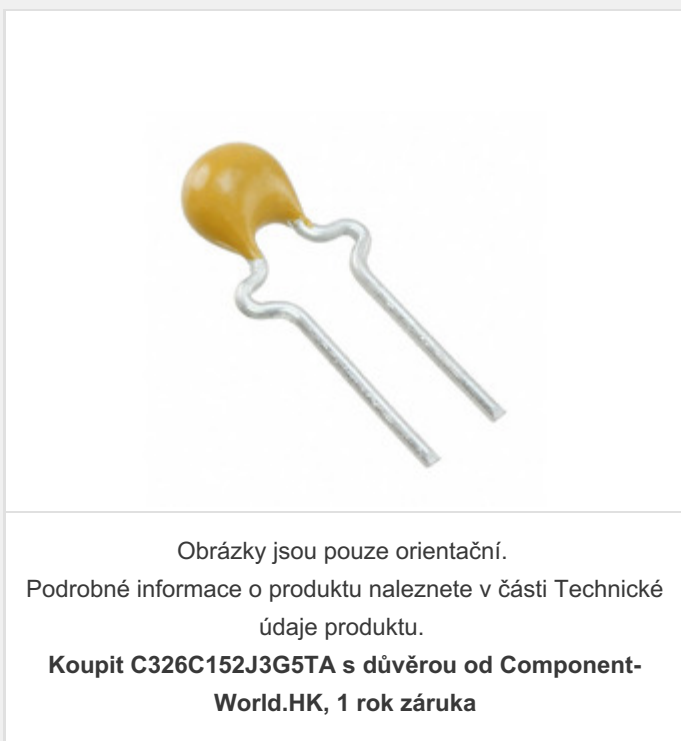 Obrázky jsou pouze orientační.
Podrobné informace o produktu naleznete v části Technické
údaje produktu.
Koupit C326C152J3G5TA s důvěrou od Component-
World.HK, 1 rok záruka